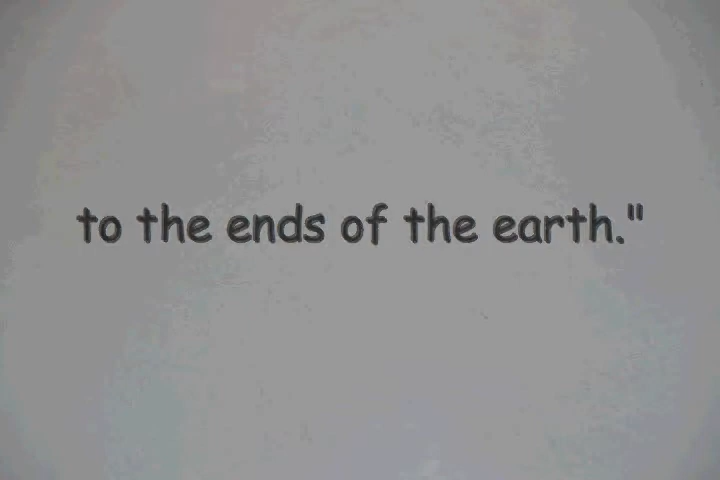 to the ends of the earth."